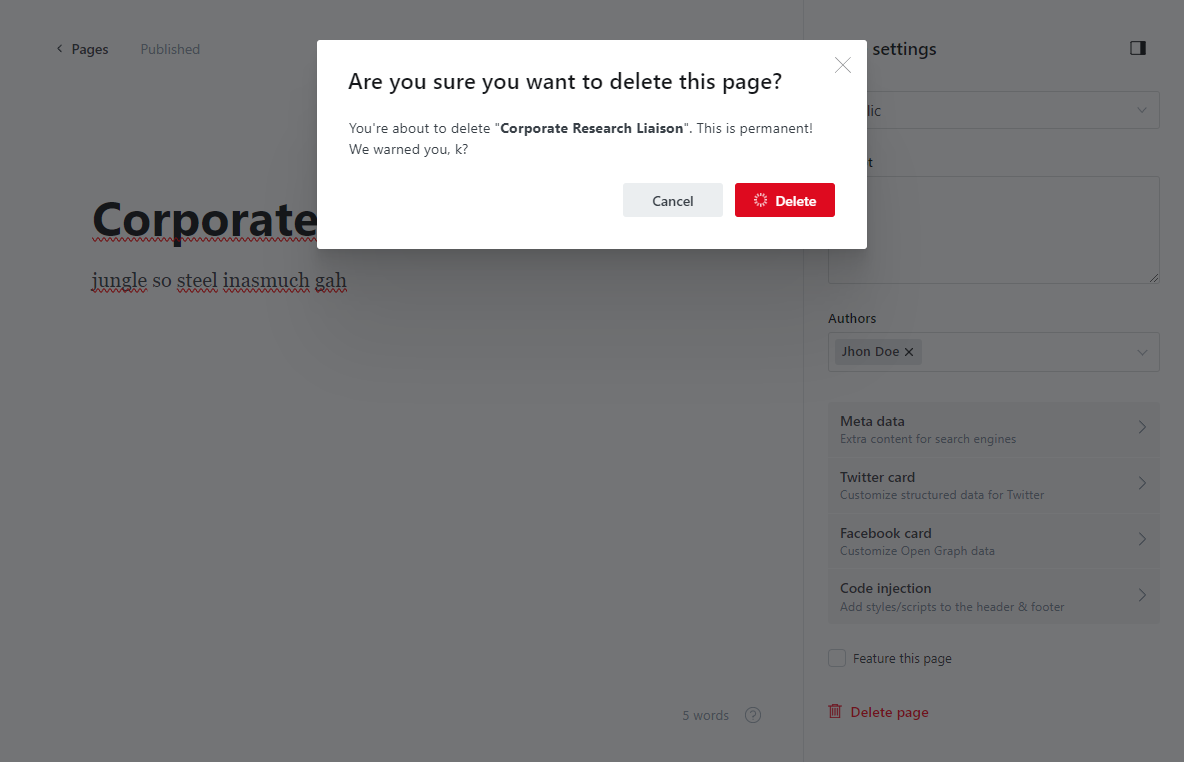 Pages
Published
settings
Are you sure you want to delete this page?
You're about to delete "Corporate Research Liaison". This is permanent!
We warned you, k?
Cancel
Delete
Corporate
jungle so steel inasmuch gah
Authors
Jhon Doe
Meta data
Extra content for search engines
Twitter card
Customize structured data for Twitter
Facebook card
Customize Open Graph data
Code injection
Add styles/scripts to the header & footer
Feature this page
5 words
Delete page